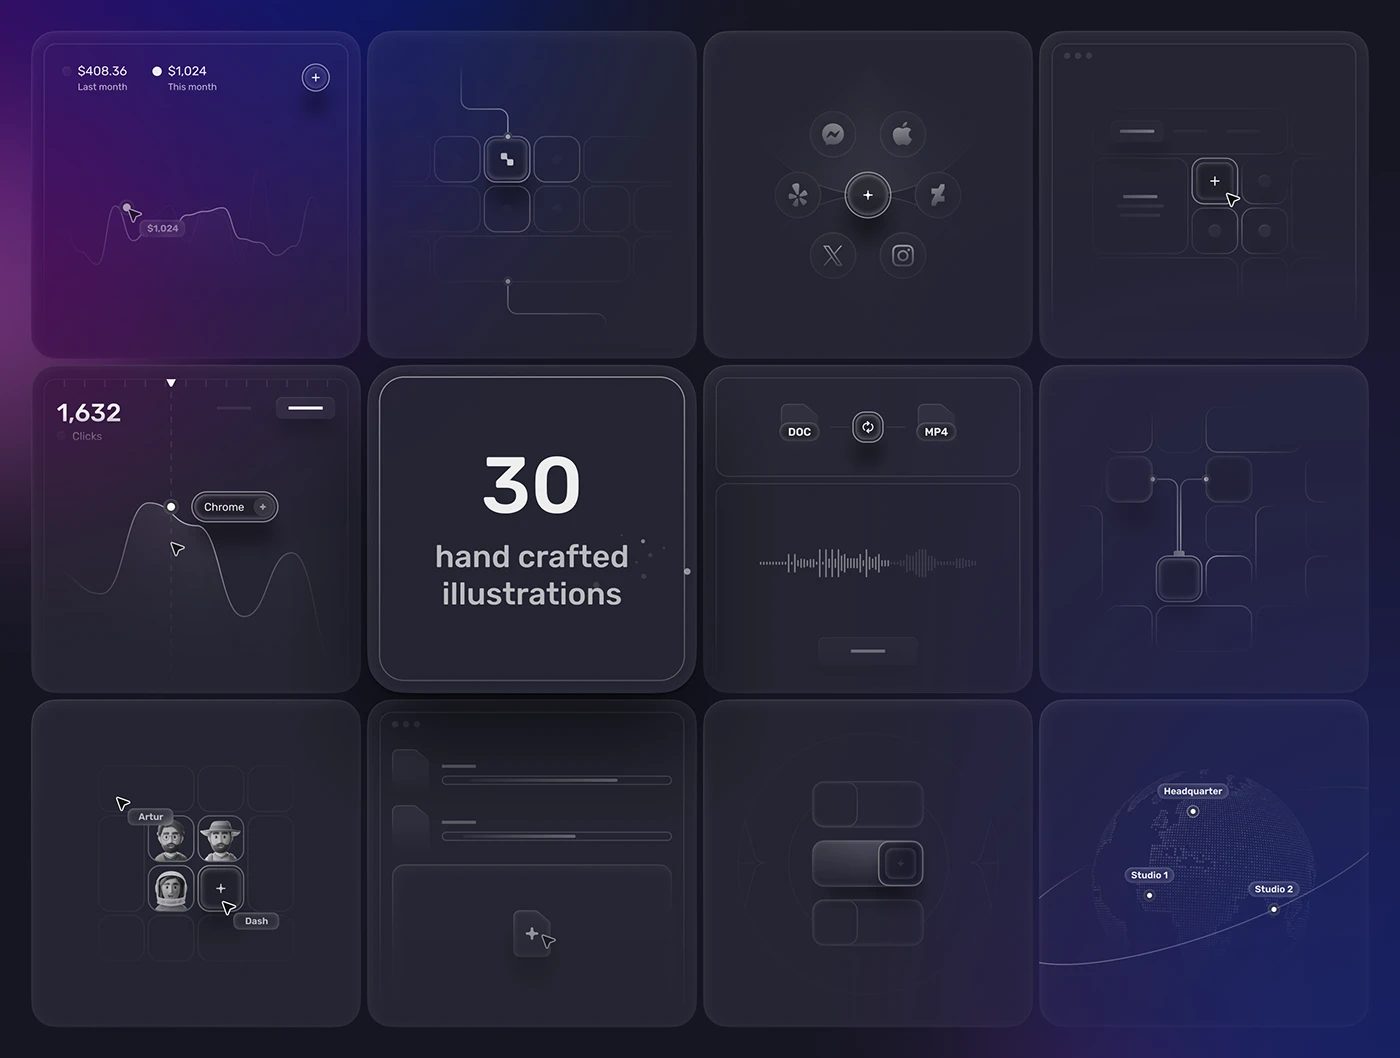 $408.36
Last month
$1,024
This month
$1,024
1,632
Clicks
Chrome
30
hand crafted
illustrations
DOC
MP4
Artur
Dash
Headquarter
Studio 1
Studio 2